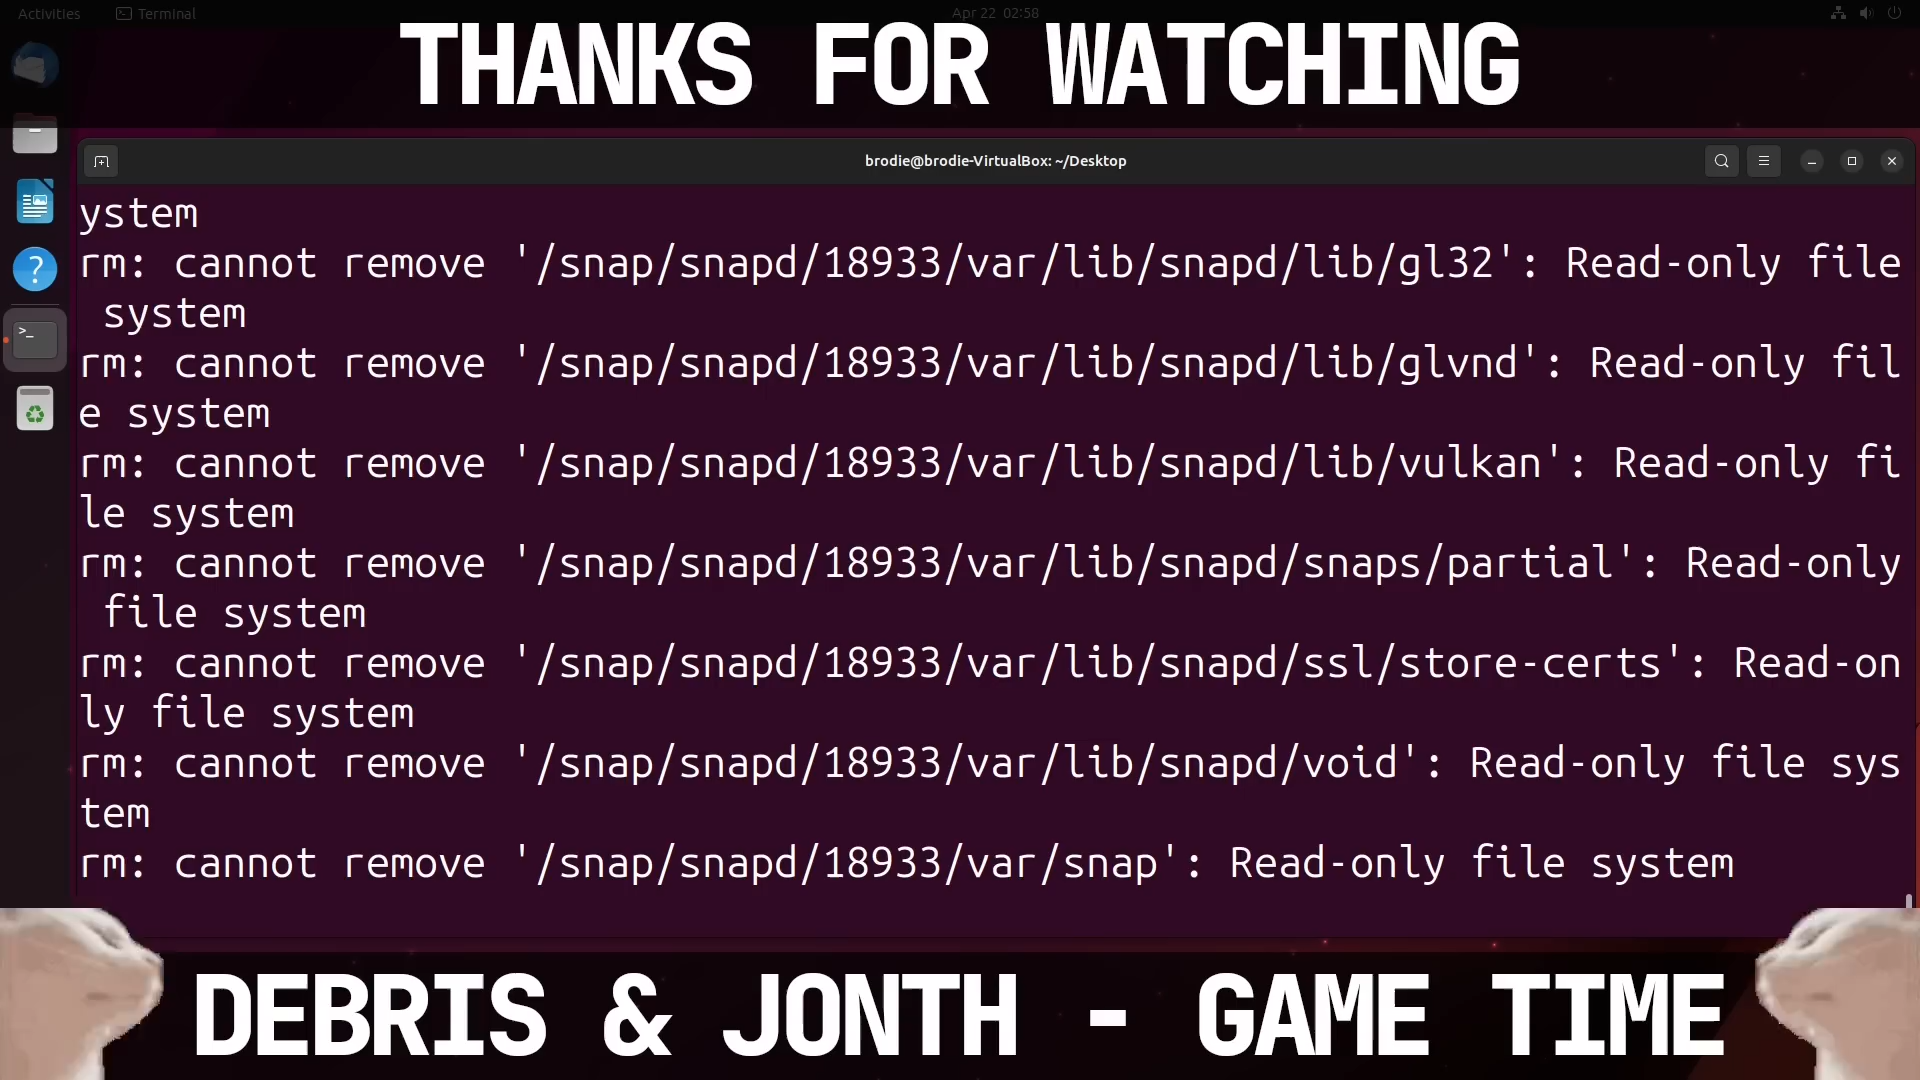 Activities Terminal Apr 22 02:58
THANKS FOR WATCHING
brodie@brodie-VirtualBox: ~/Desktop
ystem
rm: cannot remove '/snap/snapd/18933/var/lib/snapd/lib/gl32': Read-only file
 system
rm: cannot remove '/snap/snapd/18933/var/lib/snapd/lib/glvnd': Read-only fil
e system
rm: cannot remove '/snap/snapd/18933/var/lib/snapd/lib/vulkan': Read-only fi
le system
rm: cannot remove '/snap/snapd/18933/var/lib/snapd/snaps/partial': Read-only
 file system
rm: cannot remove '/snap/snapd/18933/var/lib/snapd/ssl/store-certs': Read-on
ly file system
rm: cannot remove '/snap/snapd/18933/var/lib/snapd/void': Read-only file sys
tem
rm: cannot remove '/snap/snapd/18933/var/snap': Read-only file system
DEBRIS & JONTH - GAME TIME